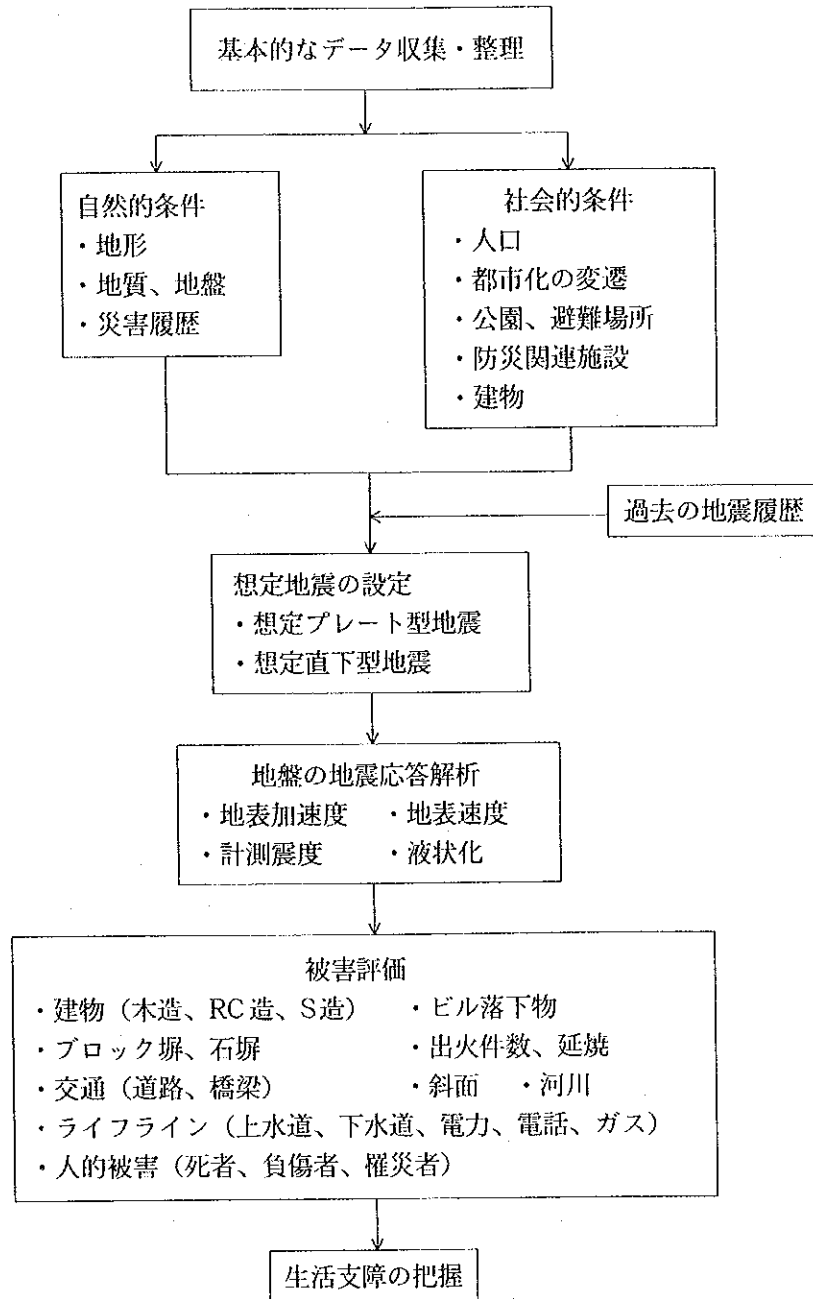 基本的なデータ収集・整理
自然的条件
・地形
・地質、地盤
・災害履歴
社会的条件
・人口
・都市化の変遷
・公園、避難場所
・防災関連施設
・建物
過去の地震履歴
想定地震の設定
・想定プレート型地震
・想定直下型地震
地盤の地震応答解析
・地表加速度 ・地表速度
・計測震度 ・液状化
被害評価
・建物（木造、RC造、S造） ・ビル落下物
・ブロック塀、石塀 ・出火件数、延焼
・交通（道路、橋梁） ・斜面 ・河川
・ライフライン（上水道、下水道、電力、電話、ガス）
・人的被害（死者、負傷者、罹災者）
生活支障の把握